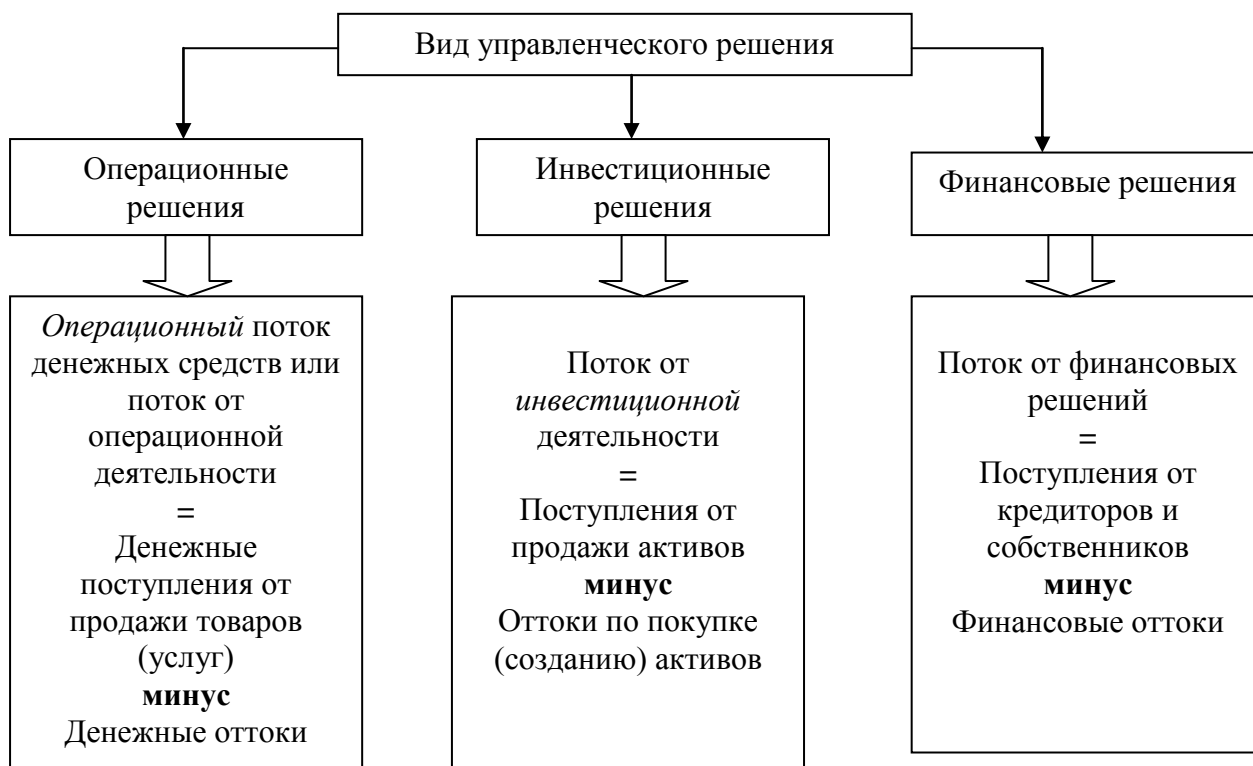 Вид управленческого решения
Операционные
решения
Инвестиционные
решения
Финансовые решения
Операционный поток
денежных средств или
поток от
операционной
деятельности
=
Денежные
поступления от
продажи товаров
(услуг)
минус
Денежные оттоки
Поток от
инвестиционной
деятельности
=
Поступления от
продажи активов
минус
Оттоки по покупке
(созданию) активов
Поток от финансовых
решений
=
Поступления от
кредиторов и
собственников
минус
Финансовые оттоки